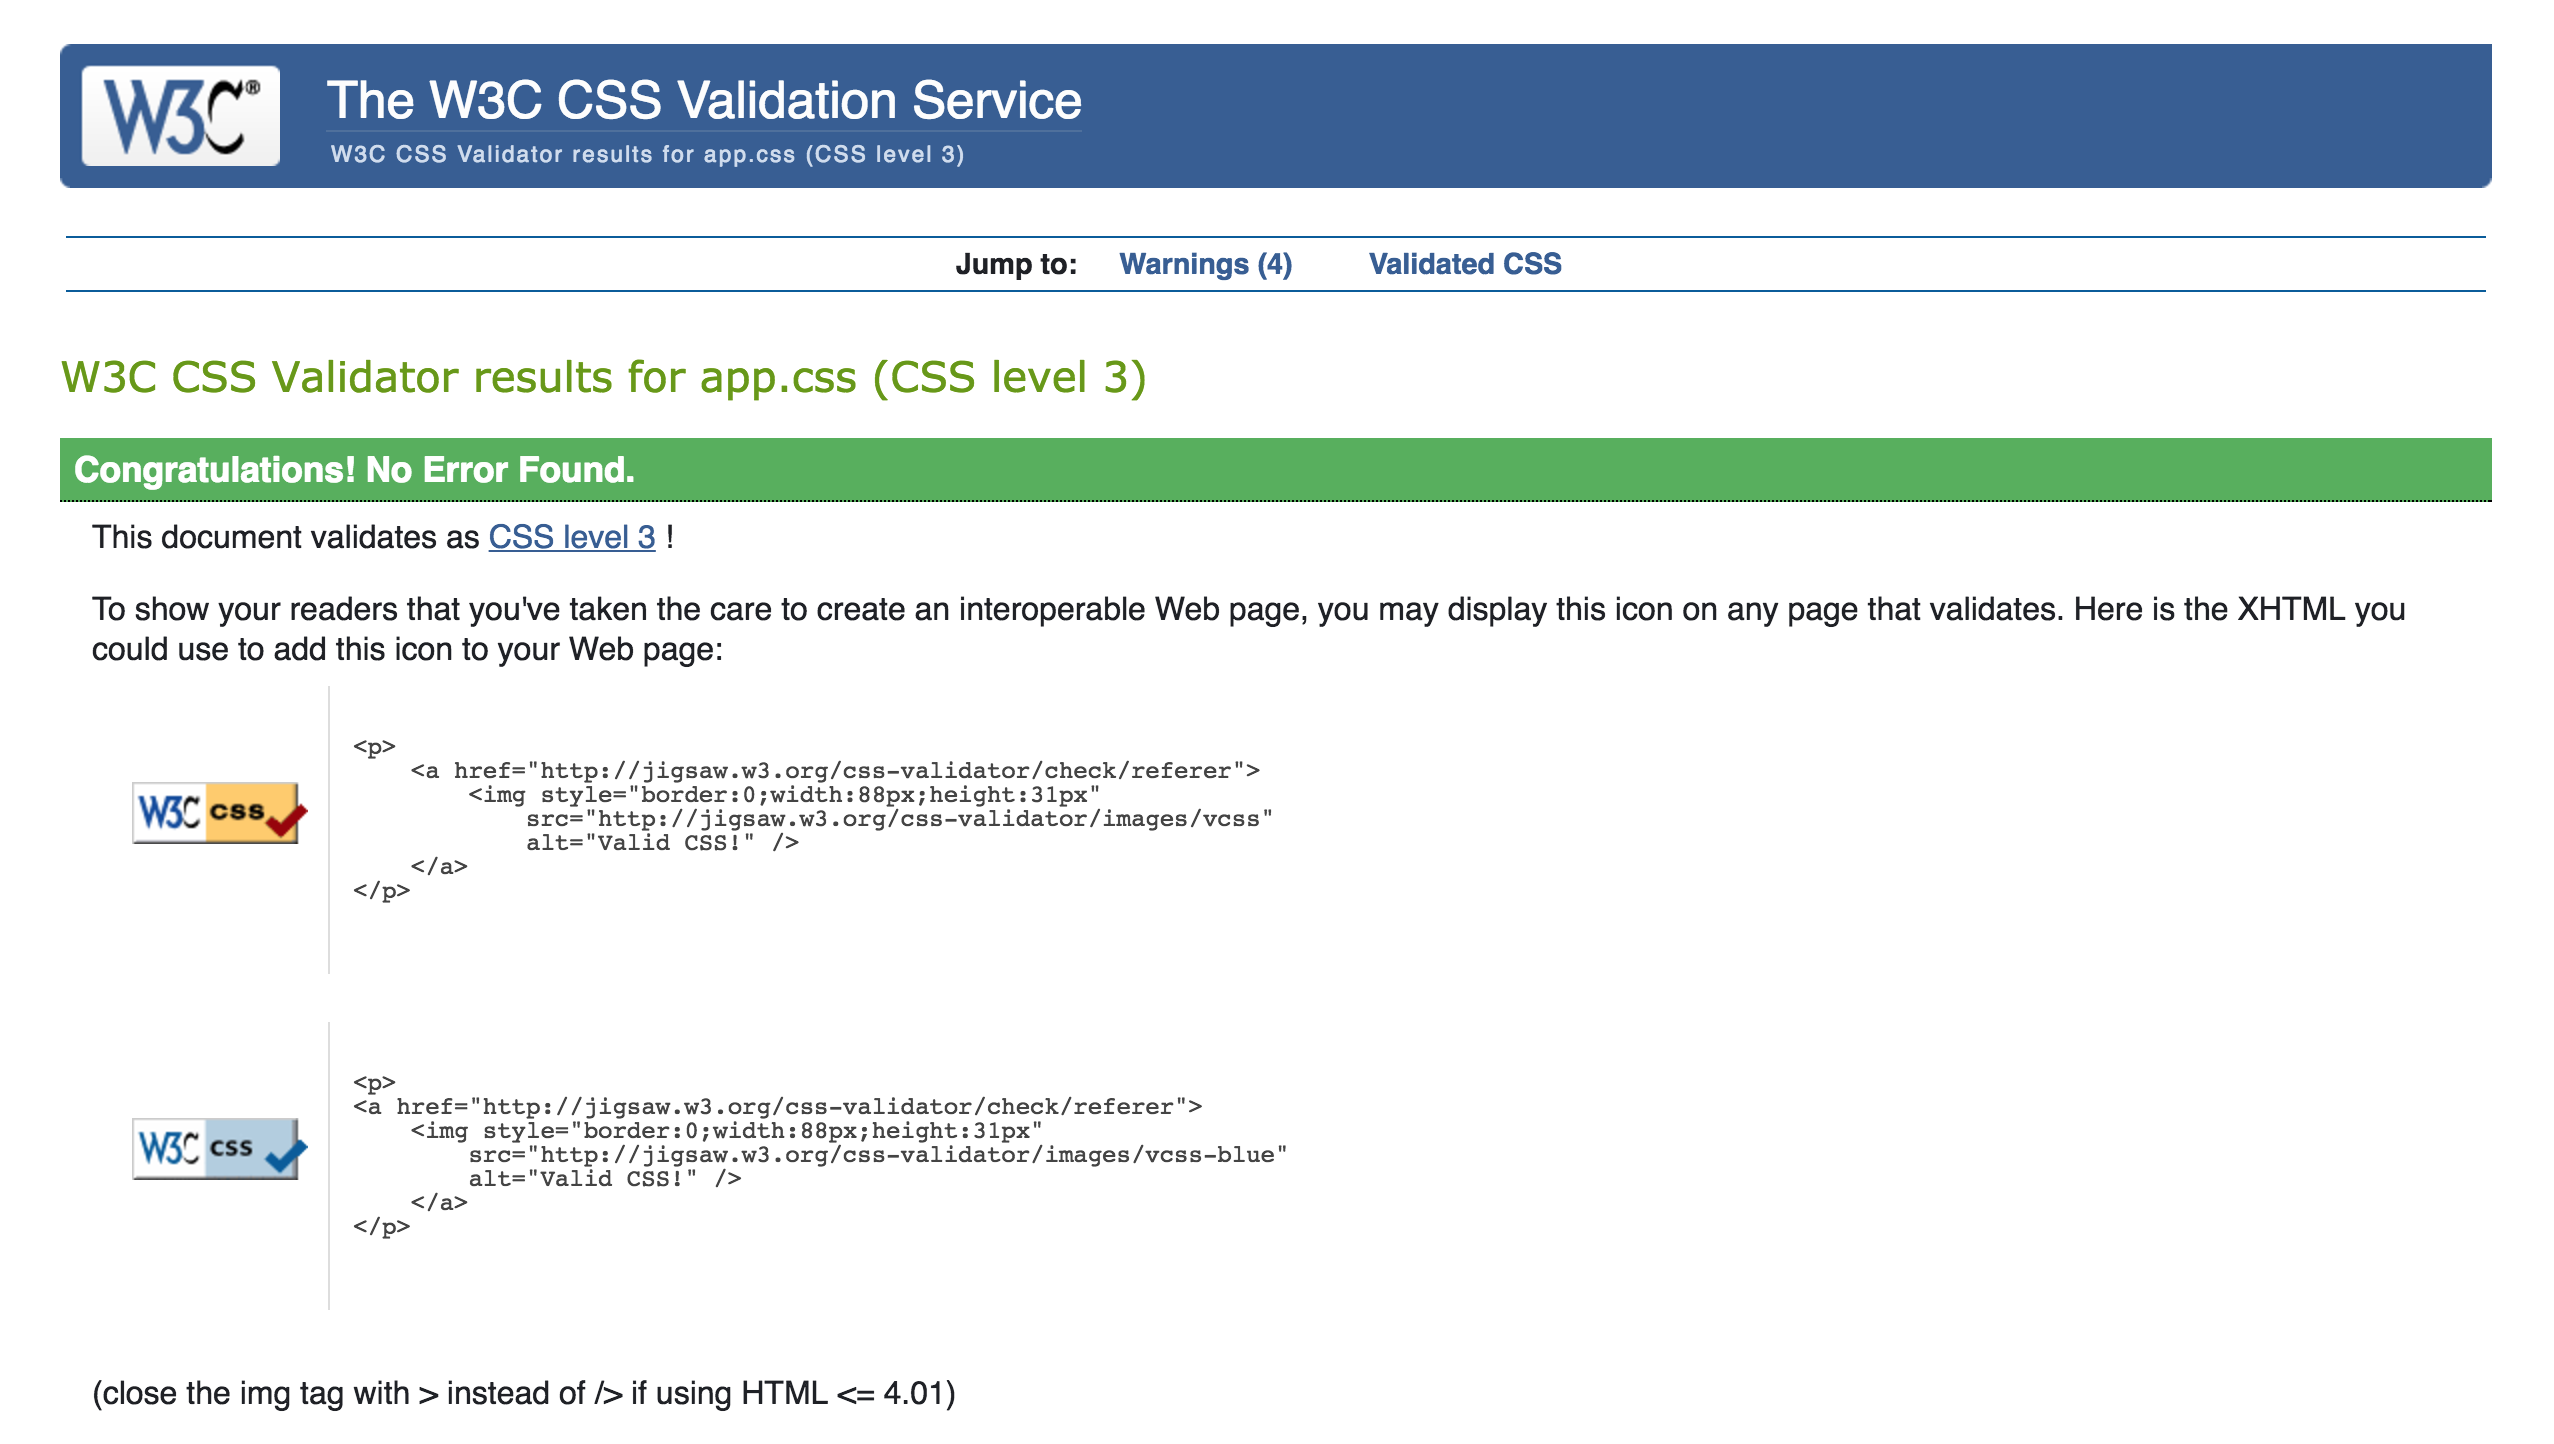 W3C®
The W3C CSS Validation Service
W3C CSS Validator results for app.css (CSS level 3)
Jump to: Warnings (4) Validated CSS
W3C CSS Validator results for app.css (CSS level 3)
Congratulations! No Error Found.
This document validates as CSS level 3 !
To show your readers that you've taken the care to create an interoperable Web page, you may display this icon on any page that validates. Here is the XHTML you
could use to add this icon to your Web page:
W3C css
<p>
    <a href="http://jigsaw.w3.org/css-validator/check/referer">
        <img style="border:0;width:88px;height:31px"
            src="http://jigsaw.w3.org/css-validator/images/vcss"
            alt="Valid CSS!" />
    </a>
</p>
W3C css
<p>
<a href="http://jigsaw.w3.org/css-validator/check/referer">
    <img style="border:0;width:88px;height:31px"
        src="http://jigsaw.w3.org/css-validator/images/vcss-blue"
        alt="Valid CSS!" />
    </a>
</p>
(close the img tag with > instead of /> if using HTML <= 4.01)